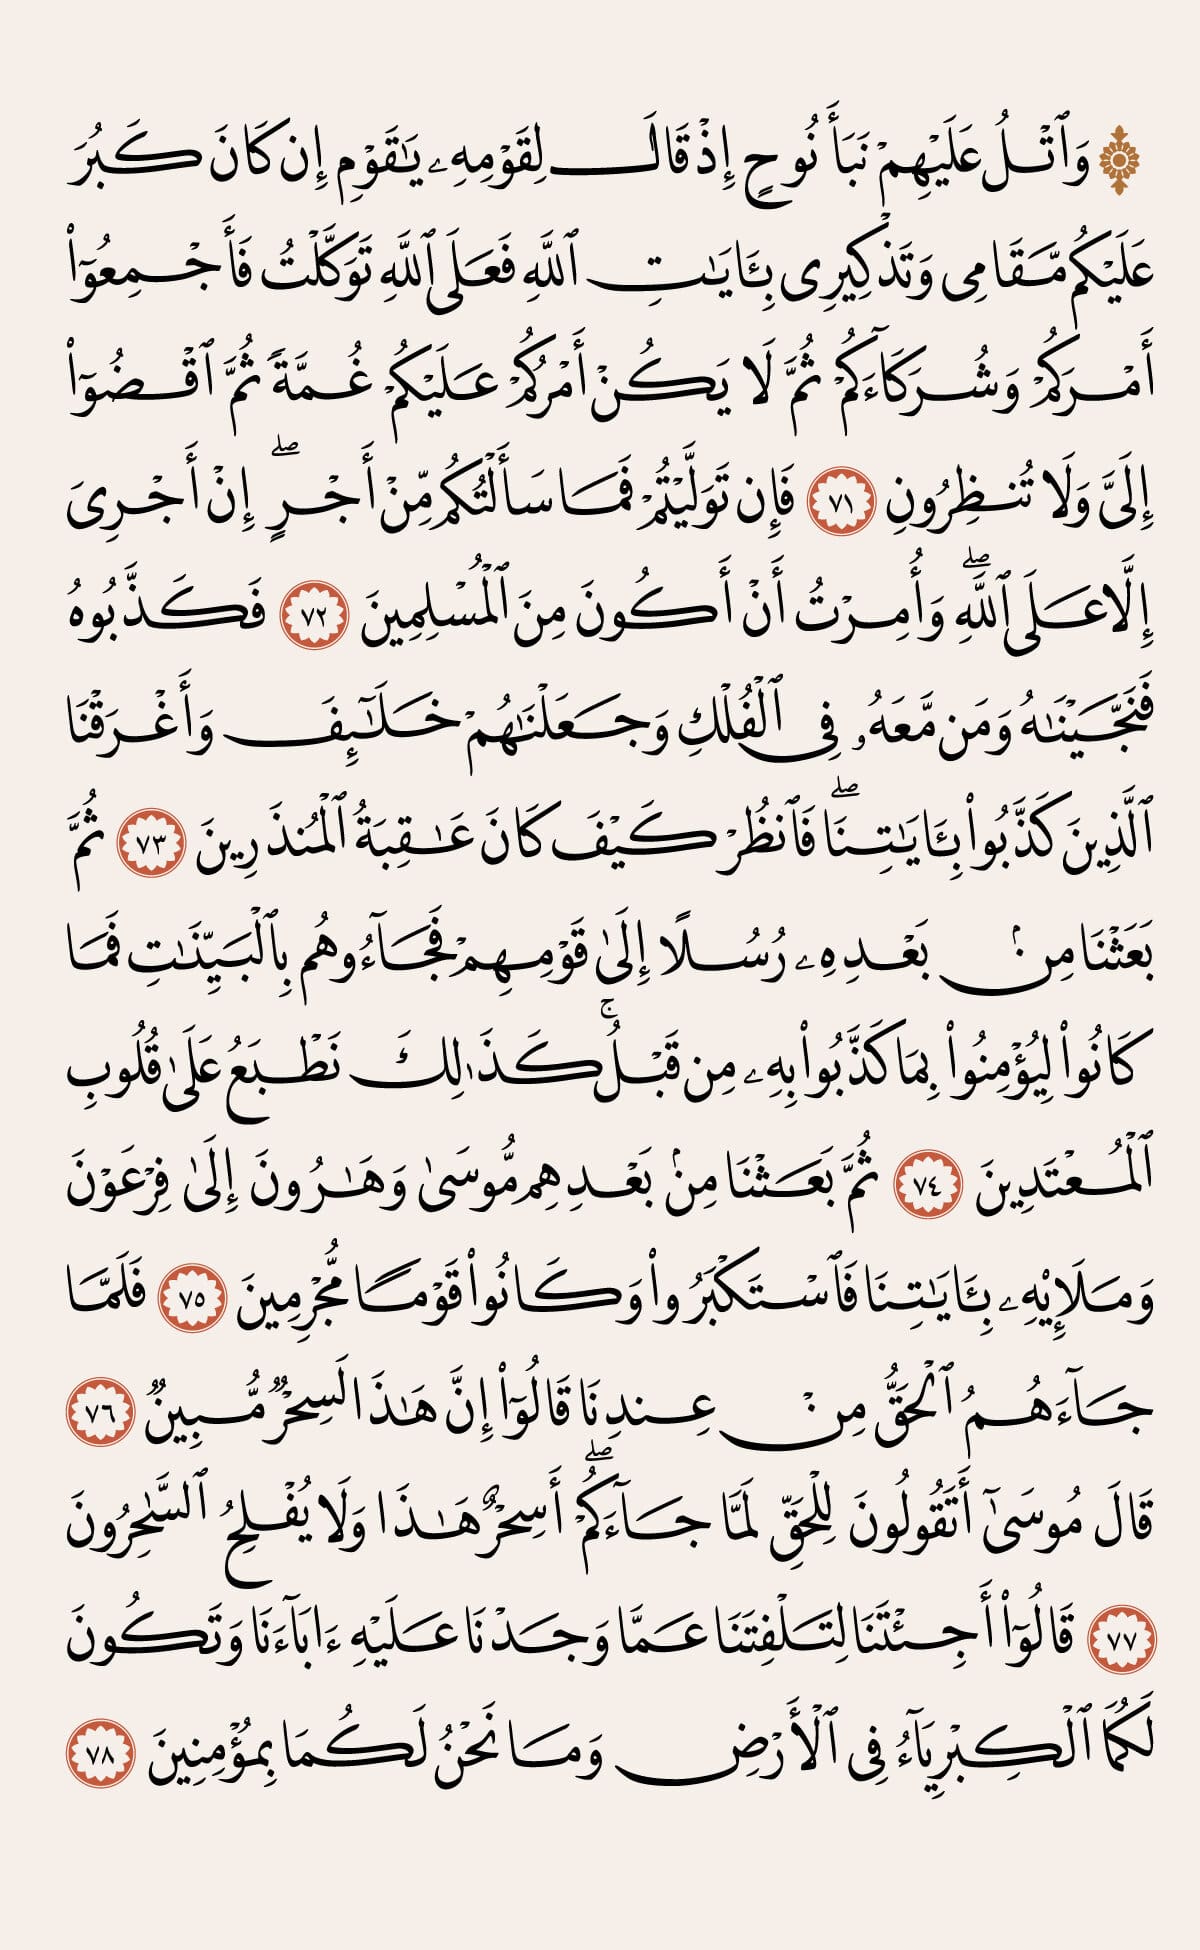 ۞ وَٱتۡلُ عَلَيۡهِمۡ نَبَأَ نُوحٍ إِذۡ قَالَ لِقَوۡمِهِۦ يَٰقَوۡمِ إِن كَانَ كَبُرَ
عَلَيۡكُم مَّقَامِي وَتَذۡكِيرِي بِـَٔايَٰتِ ٱللَّهِ فَعَلَى ٱللَّهِ تَوَكَّلۡتُ فَأَجۡمِعُوٓاْ
أَمۡرَكُمۡ وَشُرَكَآءَكُمۡ ثُمَّ لَا يَكُنۡ أَمۡرُكُمۡ عَلَيۡكُمۡ غُمَّةٗ ثُمَّ ٱقۡضُوٓاْ
إِلَيَّ وَلَا تُنظِرُونِ ٧١ فَإِن تَوَلَّيۡتُمۡ فَمَا سَأَلۡتُكُم مِّنۡ أَجۡرٍۖ إِنۡ أَجۡرِيَ
إِلَّا عَلَى ٱللَّهِۖ وَأُمِرۡتُ أَنۡ أَكُونَ مِنَ ٱلۡمُسۡلِمِينَ ٧٢ فَكَذَّبُوهُ
فَنَجَّيۡنَٰهُ وَمَن مَّعَهُۥ فِي ٱلۡفُلۡكِ وَجَعَلۡنَٰهُمۡ خَلَٰٓئِفَ وَأَغۡرَقۡنَا
ٱلَّذِينَ كَذَّبُواْ بِـَٔايَٰتِنَاۖ فَٱنظُرۡ كَيۡفَ كَانَ عَٰقِبَةُ ٱلۡمُنذَرِينَ ٧٣ ثُمَّ
بَعَثۡنَا مِنۢ بَعۡدِهِۦ رُسُلًا إِلَىٰ قَوۡمِهِمۡ فَجَآءُوهُم بِٱلۡبَيِّنَٰتِ فَمَا
كَانُواْ لِيُؤۡمِنُواْ بِمَا كَذَّبُواْ بِهِۦ مِن قَبۡلُۚ كَذَٰلِكَ نَطۡبَعُ عَلَىٰ قُلُوبِ
ٱلۡمُعۡتَدِينَ ٧٤ ثُمَّ بَعَثۡنَا مِنۢ بَعۡدِهِم مُّوسَىٰ وَهَٰرُونَ إِلَىٰ فِرۡعَوۡنَ
وَمَلَإِيْهِۦ بِـَٔايَٰتِنَا فَٱسۡتَكۡبَرُواْ وَكَانُواْ قَوۡمٗا مُّجۡرِمِينَ ٧٥ فَلَمَّا
جَآءَهُمُ ٱلۡحَقُّ مِنۡ عِندِنَا قَالُوٓاْ إِنَّ هَٰذَا لَسِحۡرٞ مُّبِينٞ ٧٦
قَالَ مُوسَىٰٓ أَتَقُولُونَ لِلۡحَقِّ لَمَّا جَآءَكُمۡۖ أَسِحۡرٌ هَٰذَا وَلَا يُفۡلِحُ ٱلسَّٰحِرُونَ
٧٧ قَالُوٓاْ أَجِئۡتَنَا لِتَلۡفِتَنَا عَمَّا وَجَدۡنَا عَلَيۡهِ ءَابَآءَنَا وَتَكُونَ
لَكُمَا ٱلۡكِبۡرِيَآءُ فِي ٱلۡأَرۡضِ وَمَا نَحۡنُ لَكُمَا بِمُؤۡمِنِينَ ٧٨